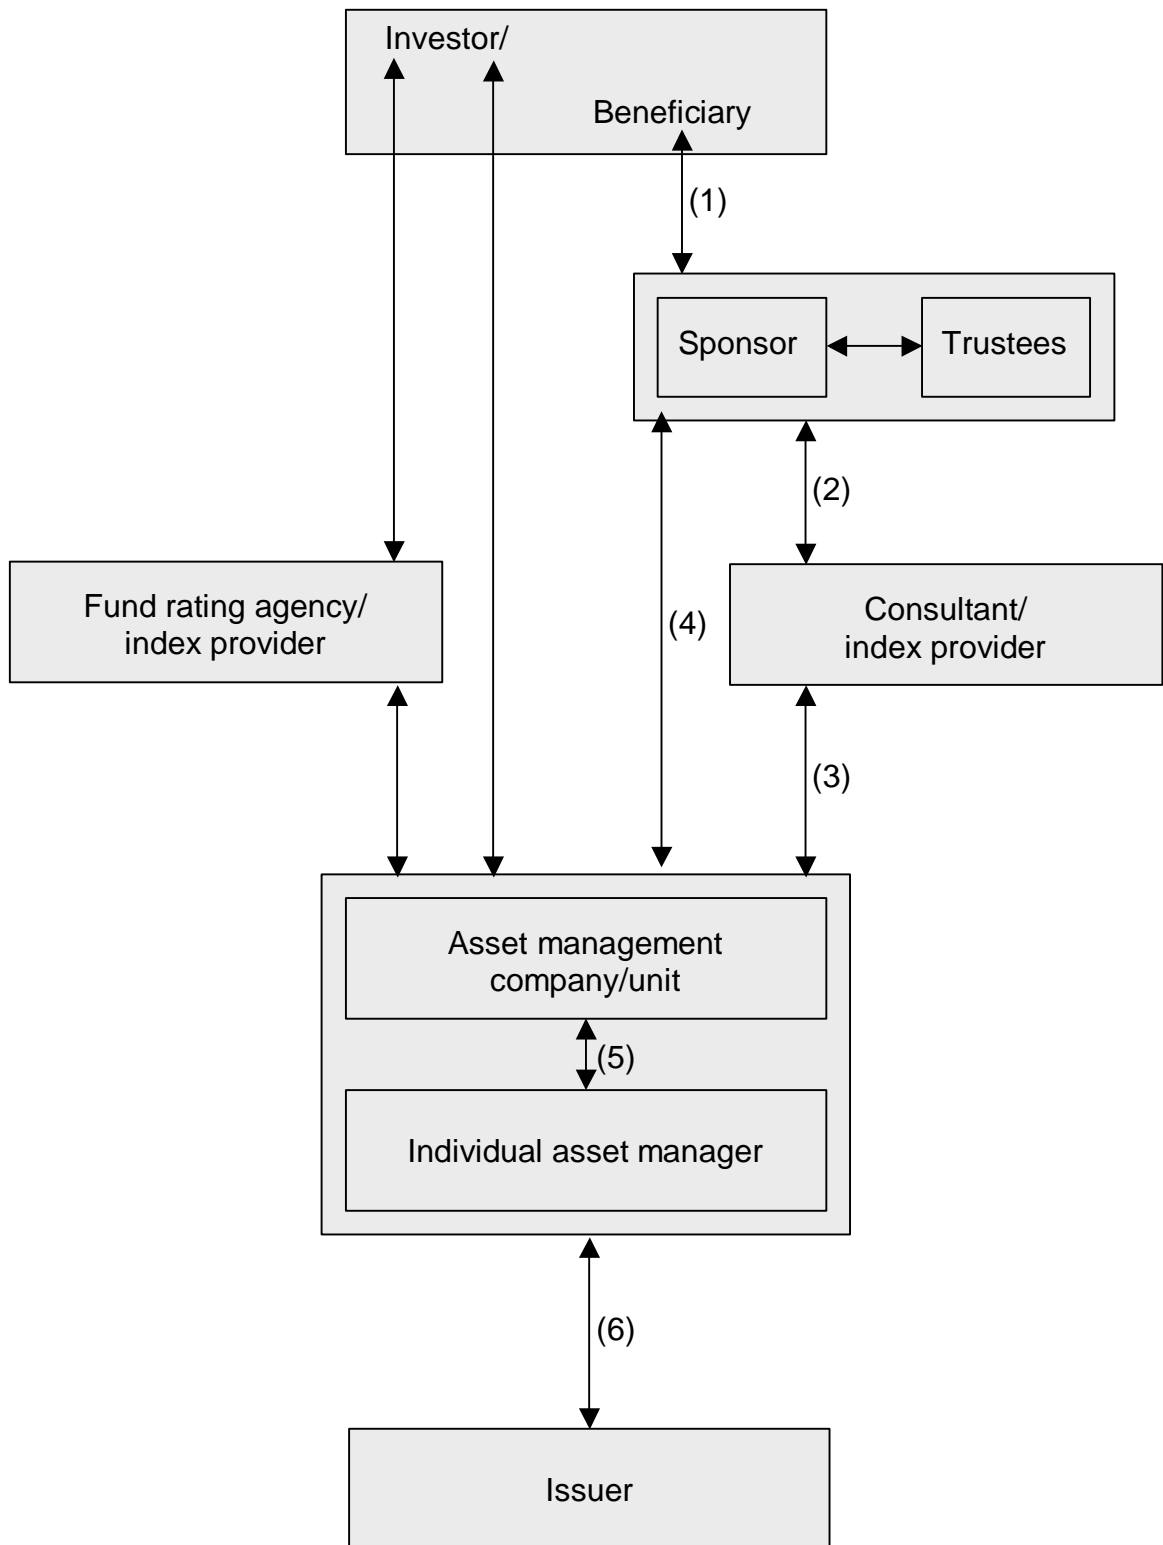 Investor/
Beneficiary
(1)
Sponsor
Trustees
(2)
Fund rating agency/
index provider
(4)
Consultant/
index provider
(3)
Asset management
company/unit
(5)
Individual asset manager
(6)
Issuer